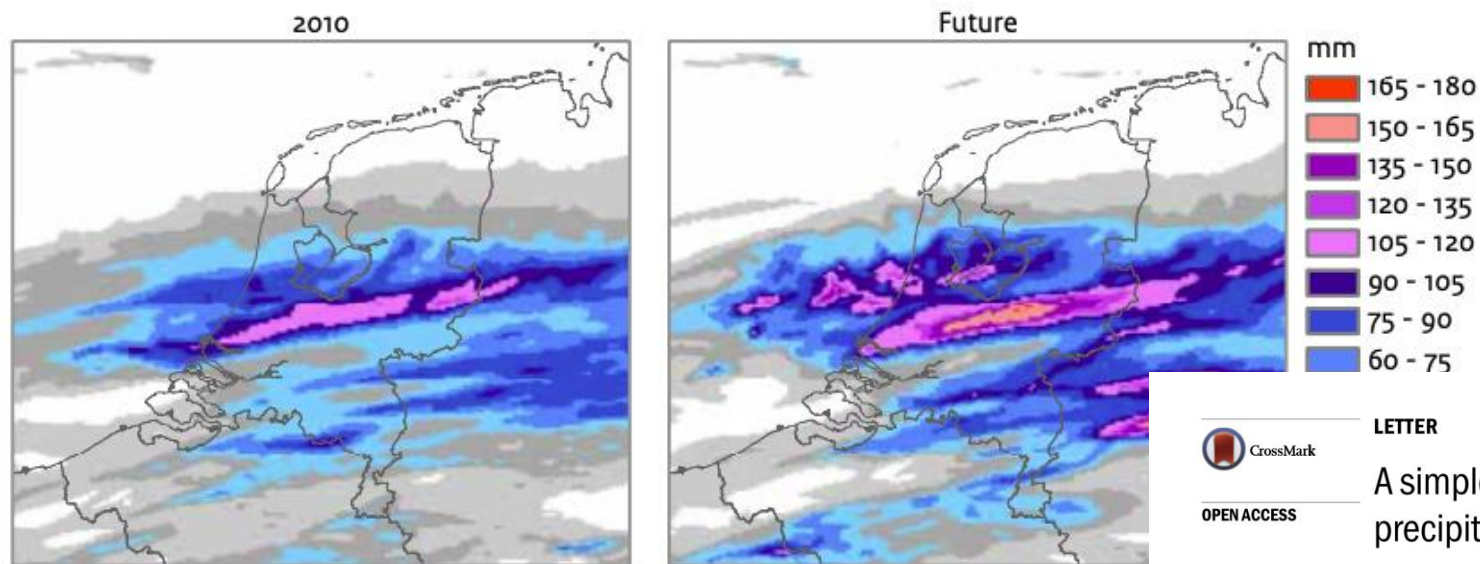 2010
Future
mm
165 - 180
150 - 165
135 - 150
120 - 135
105 - 120
90 - 105
75 - 90
60 - 75
CrossMark
OPEN ACCESS
LETTER
A simple
precipit